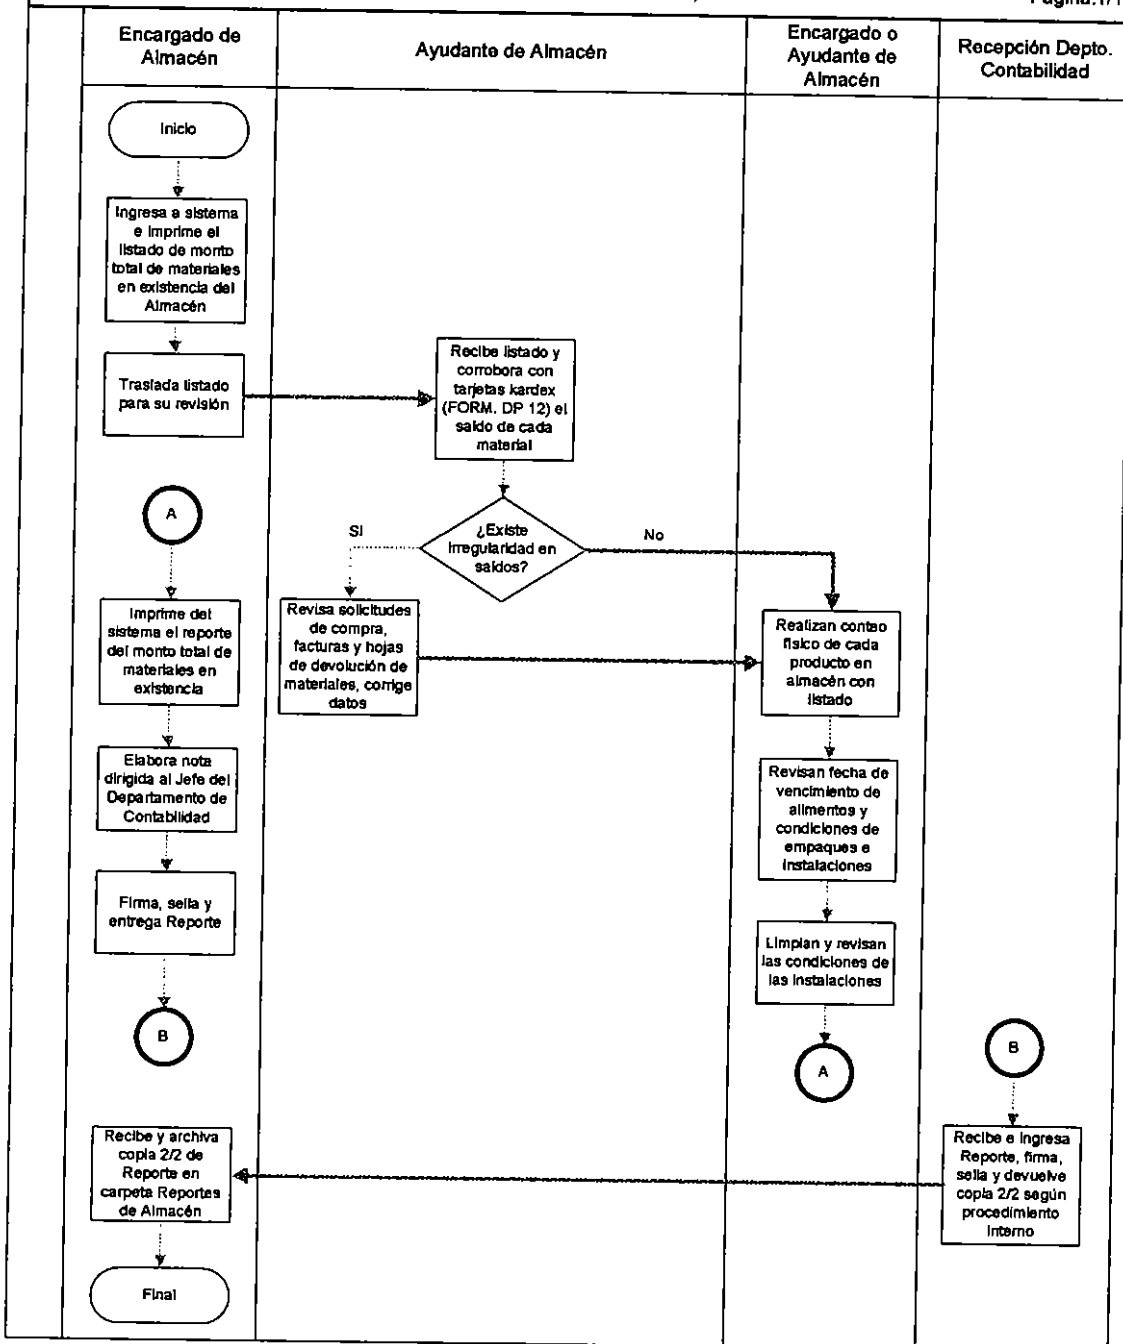 Página:1/1
Encargado de
Almacén
Ayudante de Almacén
Encargado o
Ayudante de
Almacén
Recepción Depto.
Contabilidad
Inicio
Ingresa a sistema
e imprime el
listado de monto
total de materiales
en existencia del
Almacén
Traslada listado
para su revisión
Recibe listado y
corrobora con
tarjetas kardex
(FORM. DP 12) el
saldo de cada
material
A
¿Existe
irregularidad en
saldos?
SI
No
Imprime del
sistema el reporte
del monto total de
materiales en
existencia
Revisa solicitudes
de compra,
facturas y hojas
de devolución de
materiales, corrige
datos
Realizan conteo
físico de cada
producto en
almacén con
listado
Elabora nota
dirigida al Jefe del
Departamento de
Contabilidad
Revisan fecha de
vencimiento de
alimentos y
condiciones de
empaques e
instalaciones
Firma, sella y
entrega Reporte
Limpian y revisan
las condiciones de
las instalaciones
B
A
B
Recibe y archiva
copia 2/2 de
Reporte en
carpeta Reportes
de Almacén
Recibe e ingresa
Reporte, firma,
sella y devuelve
copia 2/2 según
procedimiento
interno
Final